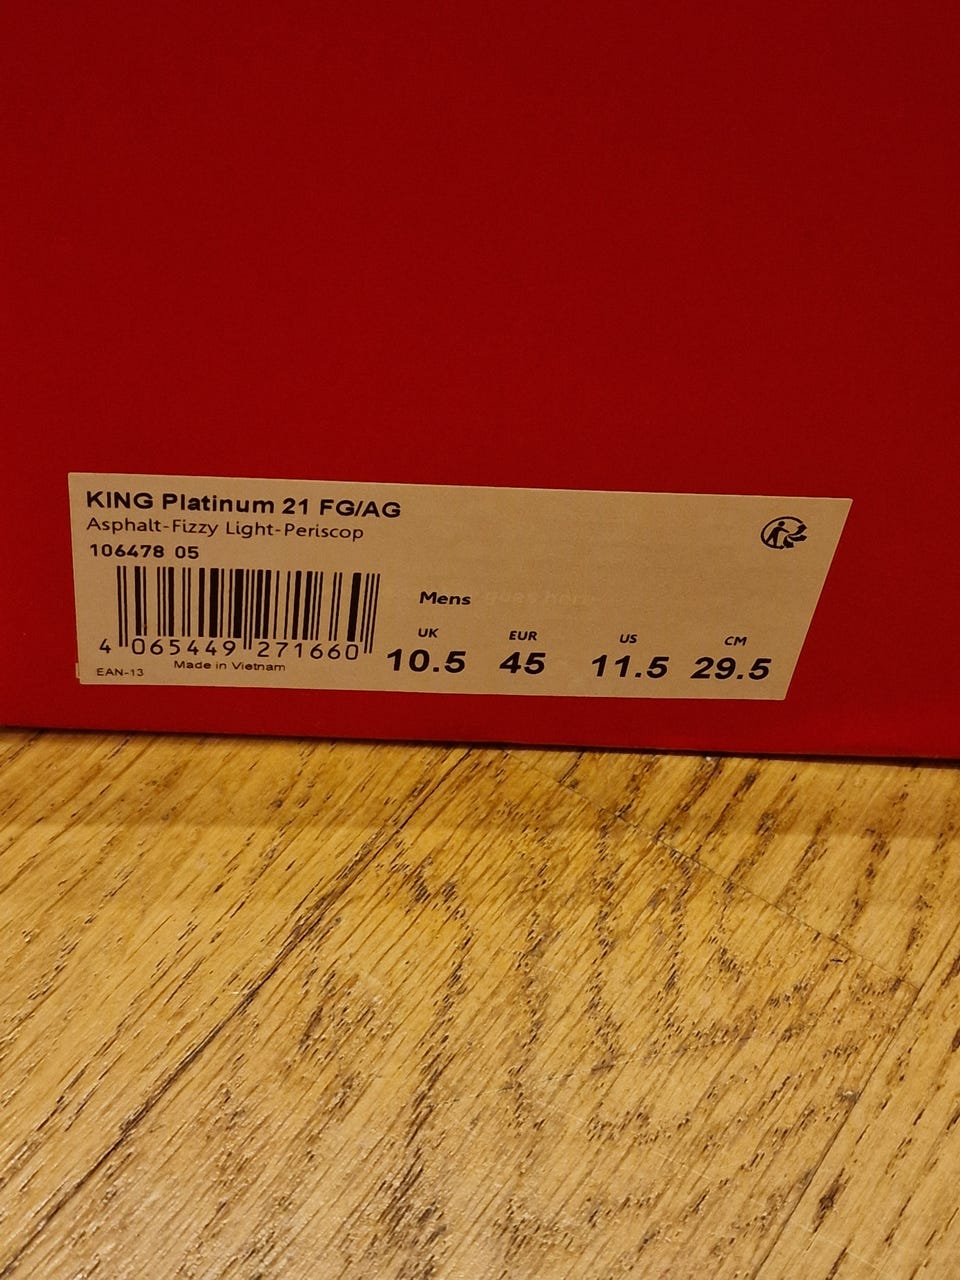 KING Platinum 21 FG/AG
Asphalt-Fizzy Light-Periscop
106478 05
Mens
4 065449 271660
EAN-13
Made in Vietnam
UK EUR US CM
10.5 45 11.5 29.5